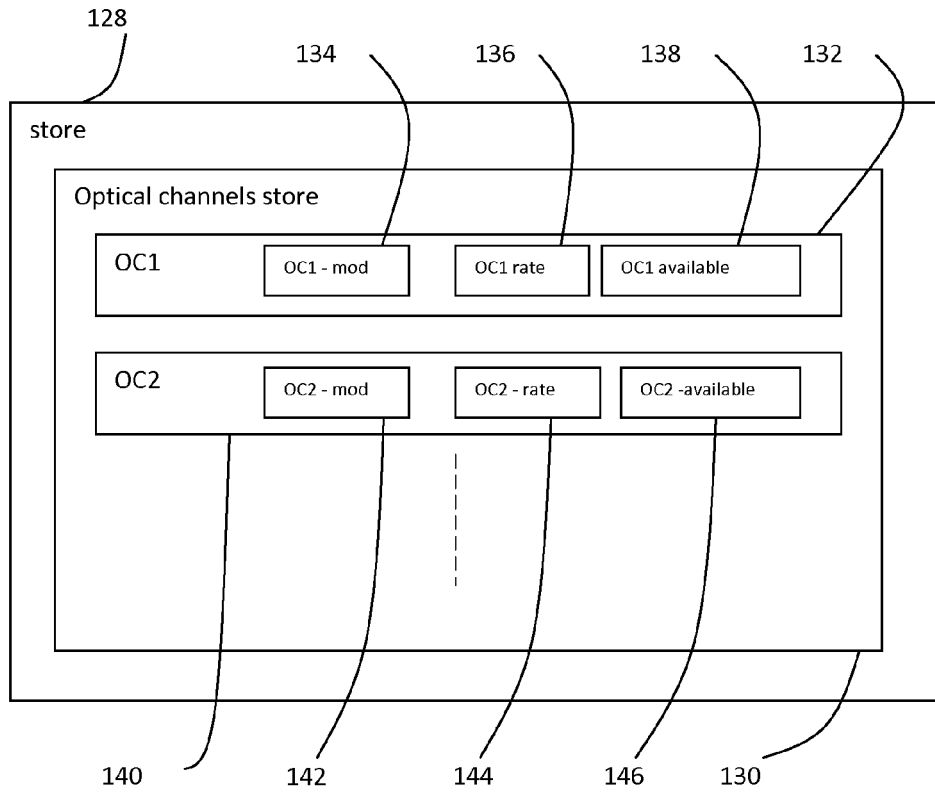 128
134
136
138
132
store
Optical channels store
OC1
OC1 - mod
OC1 rate
OC1 available
OC2
OC2 - mod
OC2 - rate
OC2 -available
140
142
144
146
130